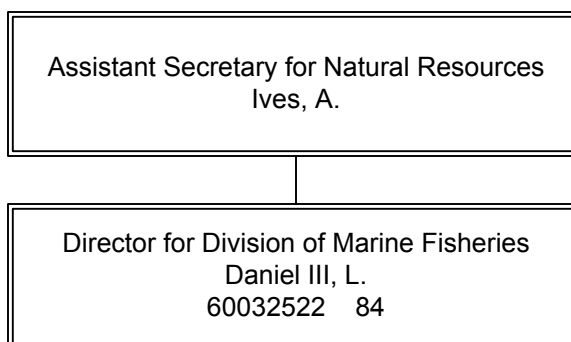 Assistant Secretary for Natural Resources
Ives, A.
Director for Division of Marine Fisheries
Daniel III, L.
60032522 84